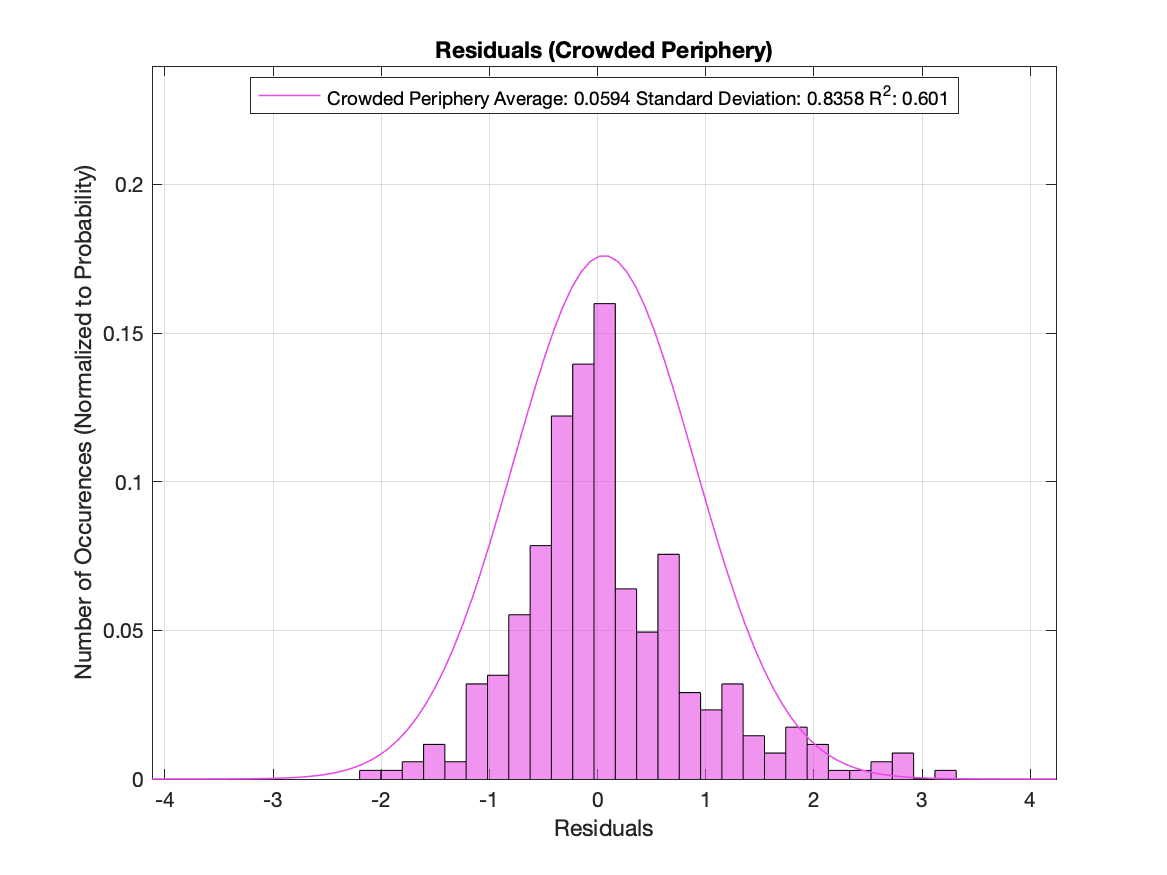 Residuals (Crowded Periphery)
Crowded Periphery Average: 0.0594 Standard Deviation: 0.8358 R²: 0.601
Number of Occurences (Normalized to Probability)
0.2
0.15
0.1
0.05
0
-4 -3 -2 -1 0 1 2 3 4
Residuals